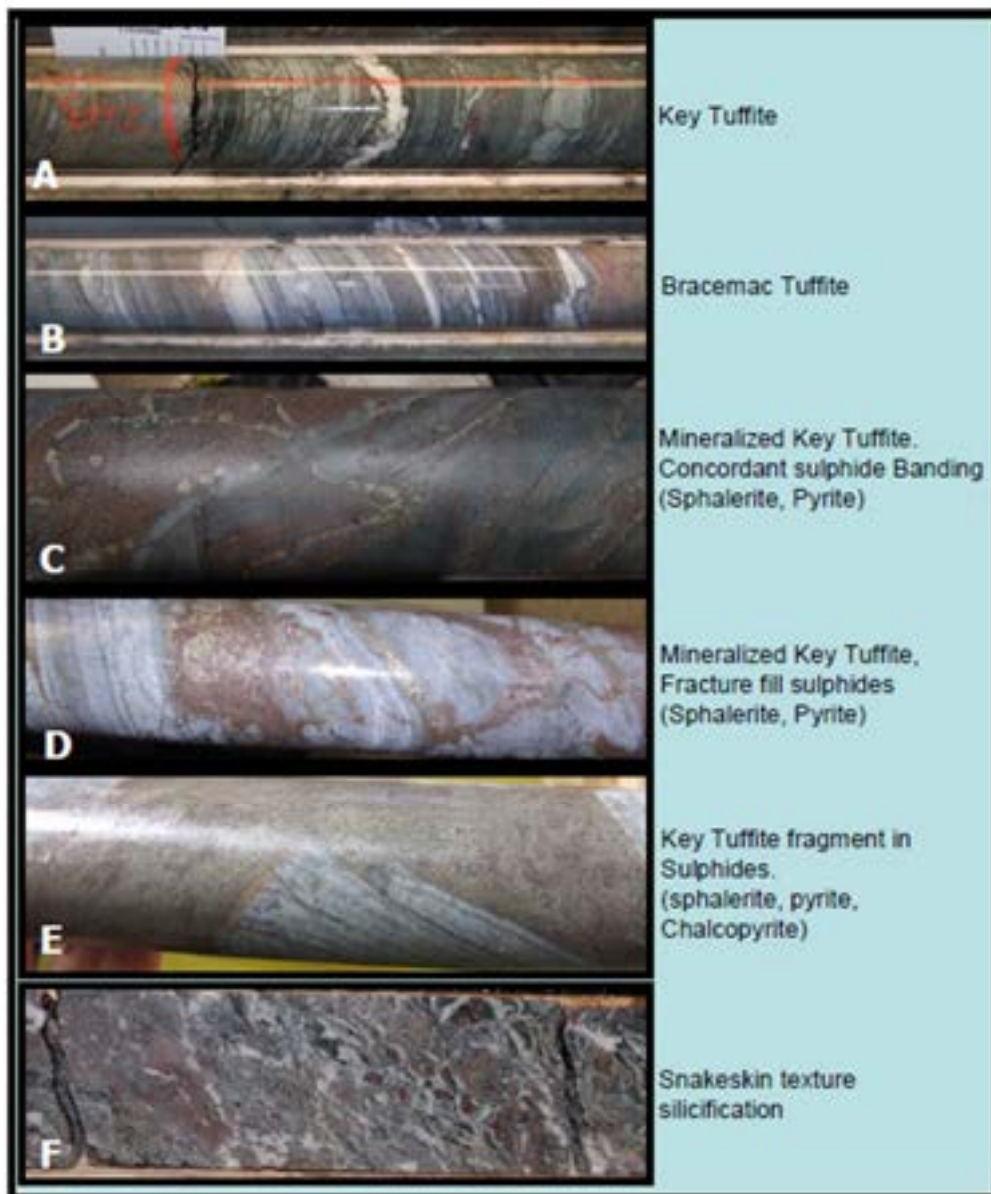 A
Key Tuffite
B
Bracemac Tuffite
C
Mineralized Key Tuffite.
Concordant sulphide Banding
(Sphalerite, Pyrite)
D
Mineralized Key Tuffite,
Fracture fill sulphides
(Sphalerite, Pyrite)
E
Key Tuffite fragment in
Sulphides.
(sphalerite, pyrite,
Chalcopyrite)
F
Snakeskin texture
silicification